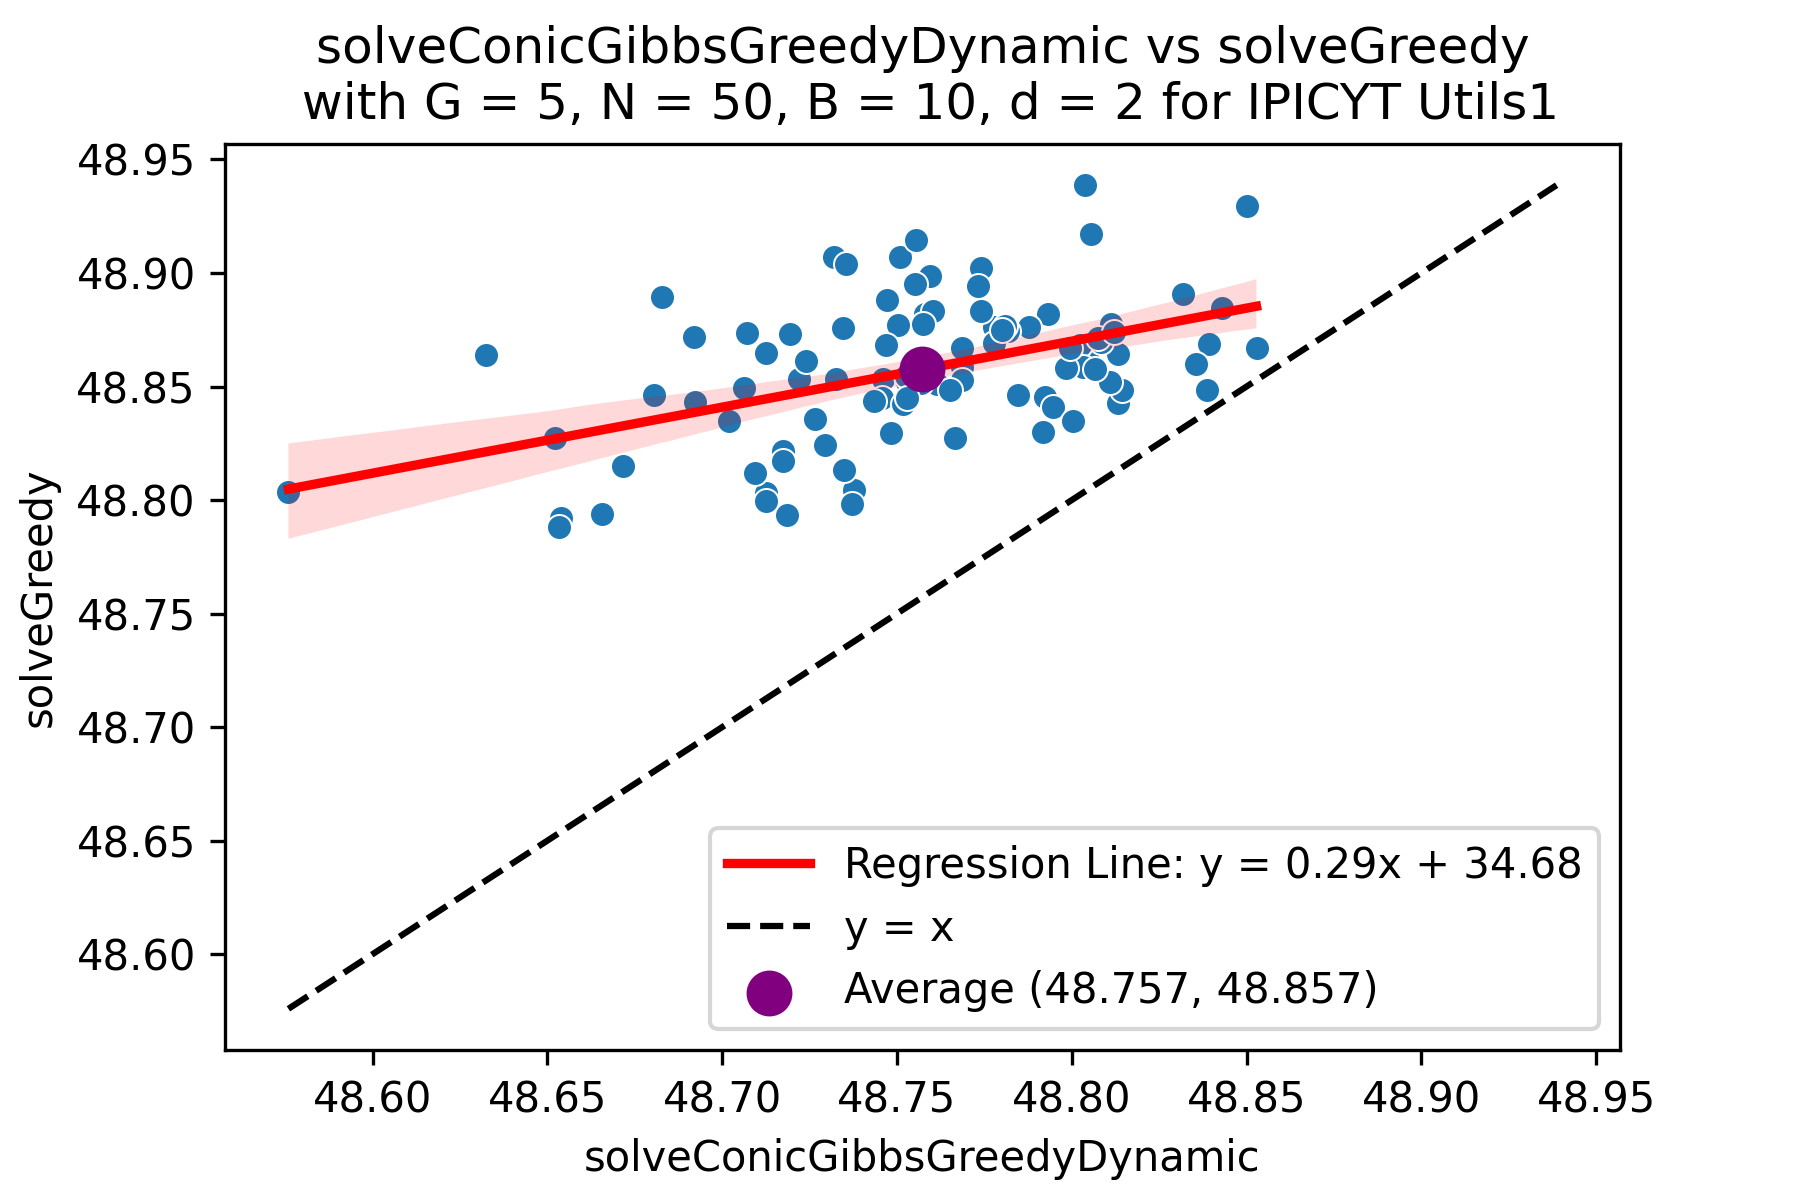 solveConicGibbsGreedyDynamic vs solveGreedy
with G = 5, N = 50, B = 10, d = 2 for IPICYT Utils1
48.95
48.90
48.85
48.80
48.75
48.70
48.65
48.60
solveGreedy
Regression Line: y = 0.29x + 34.68
y = x
Average (48.757, 48.857)
48.60 48.65 48.70 48.75 48.80 48.85 48.90 48.95
solveConicGibbsGreedyDynamic